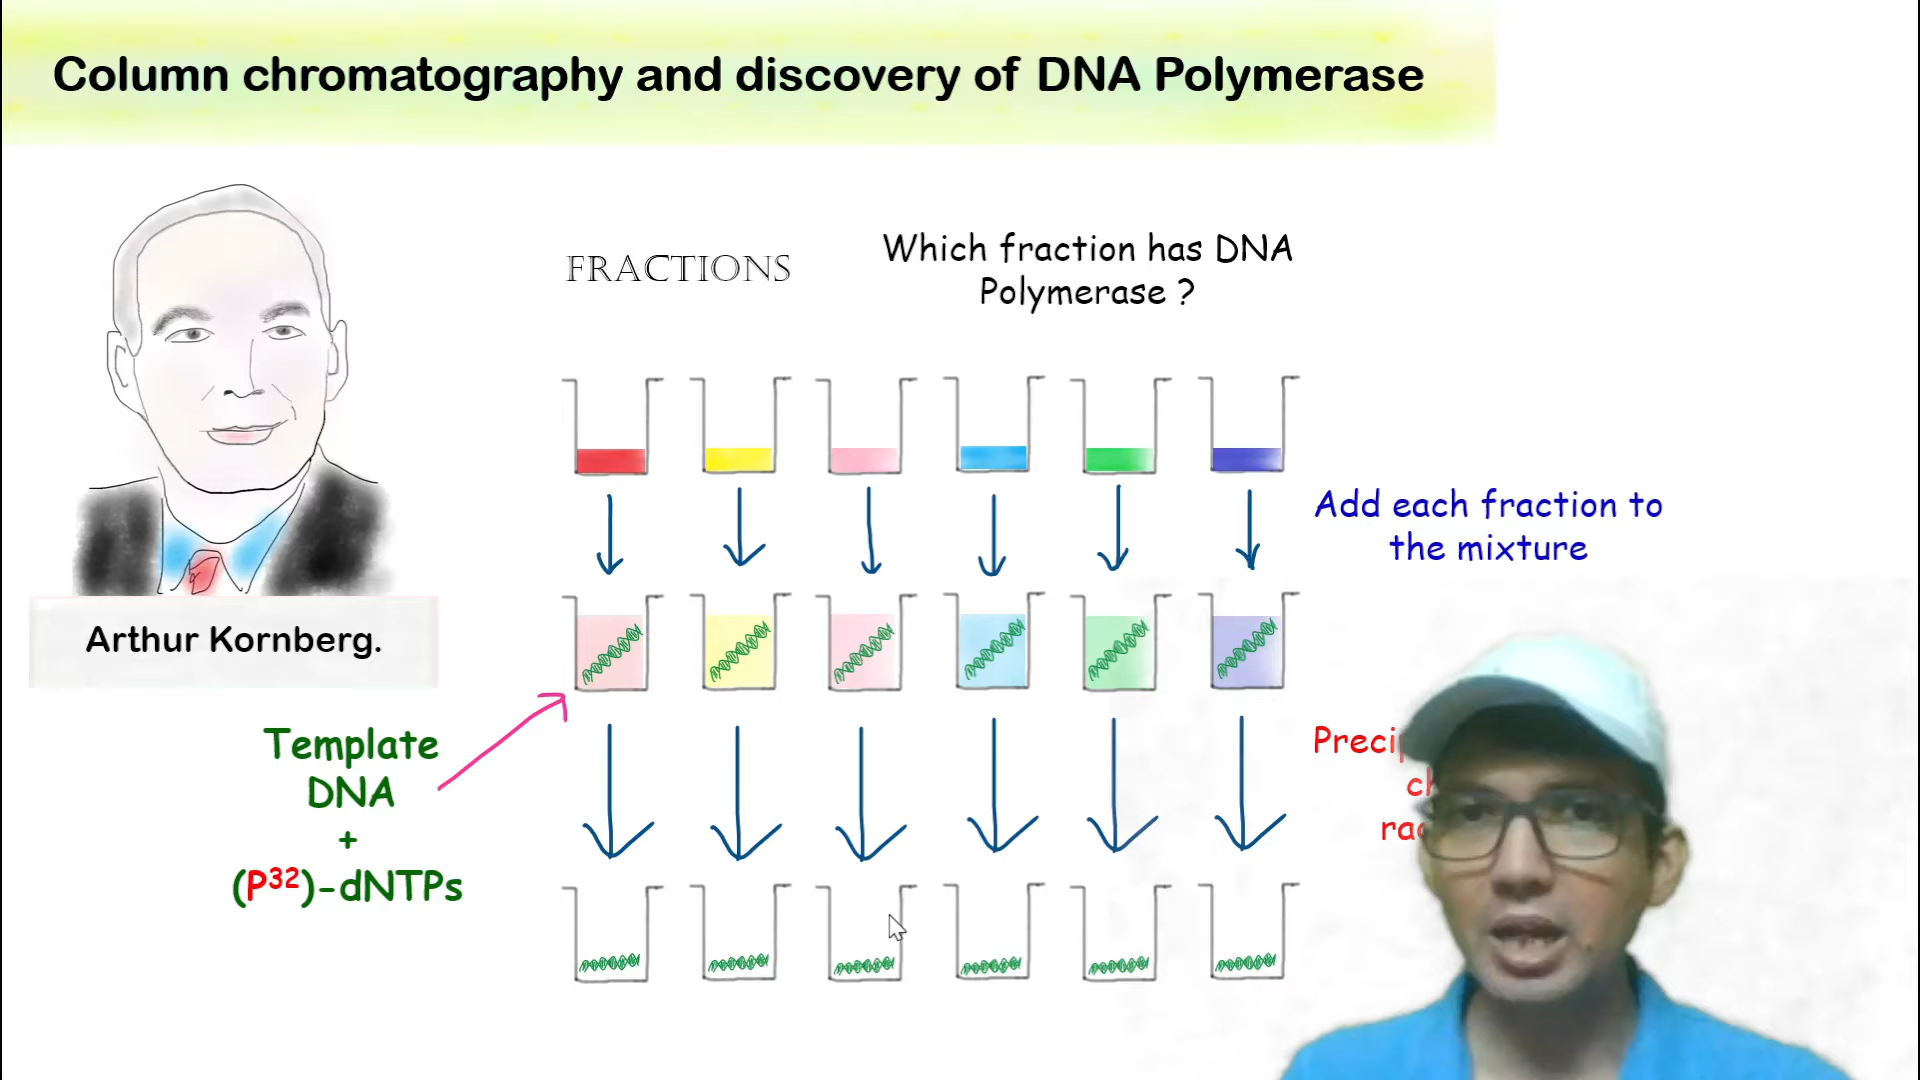 Column chromatography and discovery of DNA Polymerase
FRACTIONS
Which fraction has DNA
Polymerase ?
Add each fraction to
the mixture
Arthur Kornberg.
Template
DNA
+
(P³²)-dNTPs